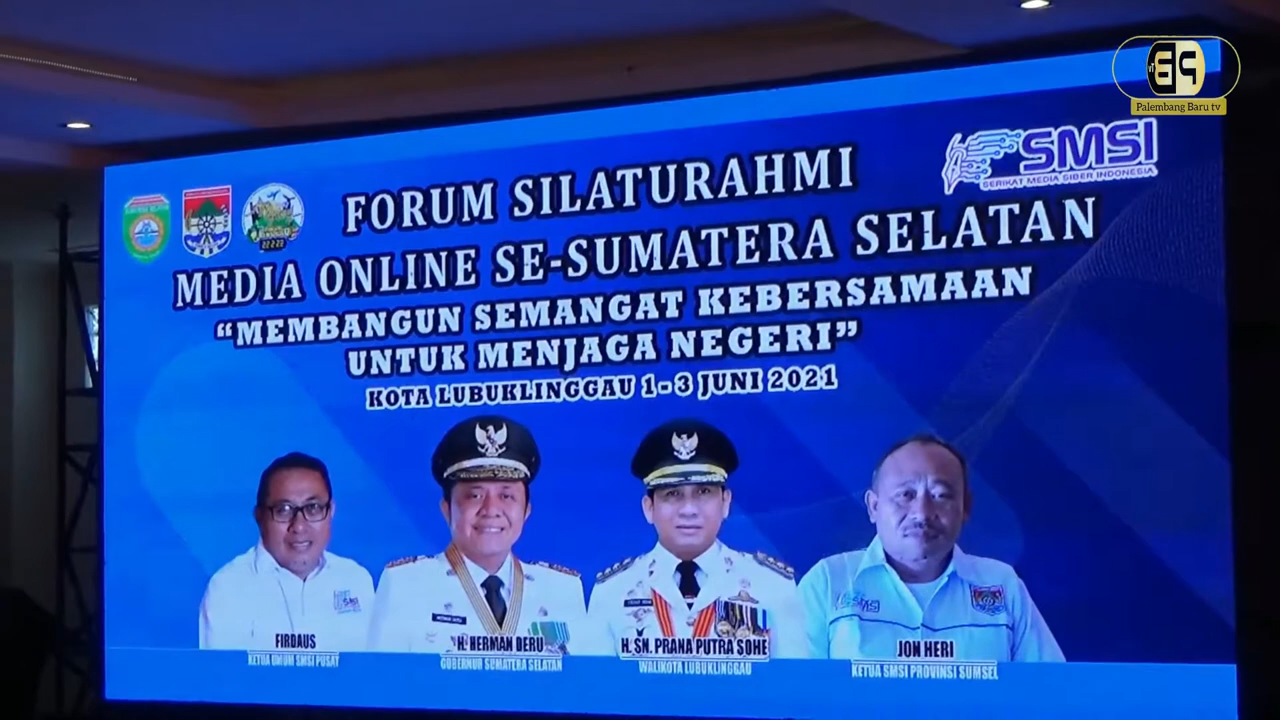 Palembang Baru tv
SMSI
SERIKAT MEDIA SIBER INDONESIA
FORUM SILATURAHMI
MEDIA ONLINE SE-SUMATERA SELATAN
“MEMBANGUN SEMANGAT KEBERSAMAAN
UNTUK MENJAGA NEGERI”
KOTA LUBUKLINGGAU 1-3 JUNI 2021
FIRDAUS
KETUA UMUM SMSI PUSAT
H. HERMAN DERU
GUBERNUR SUMATERA SELATAN
H. SN. PRANA PUTRA SOHE
WALIKOTA LUBUKLINGGAU
SMSI
JON HERI
KETUA SMSI PROVINSI SUMSEL